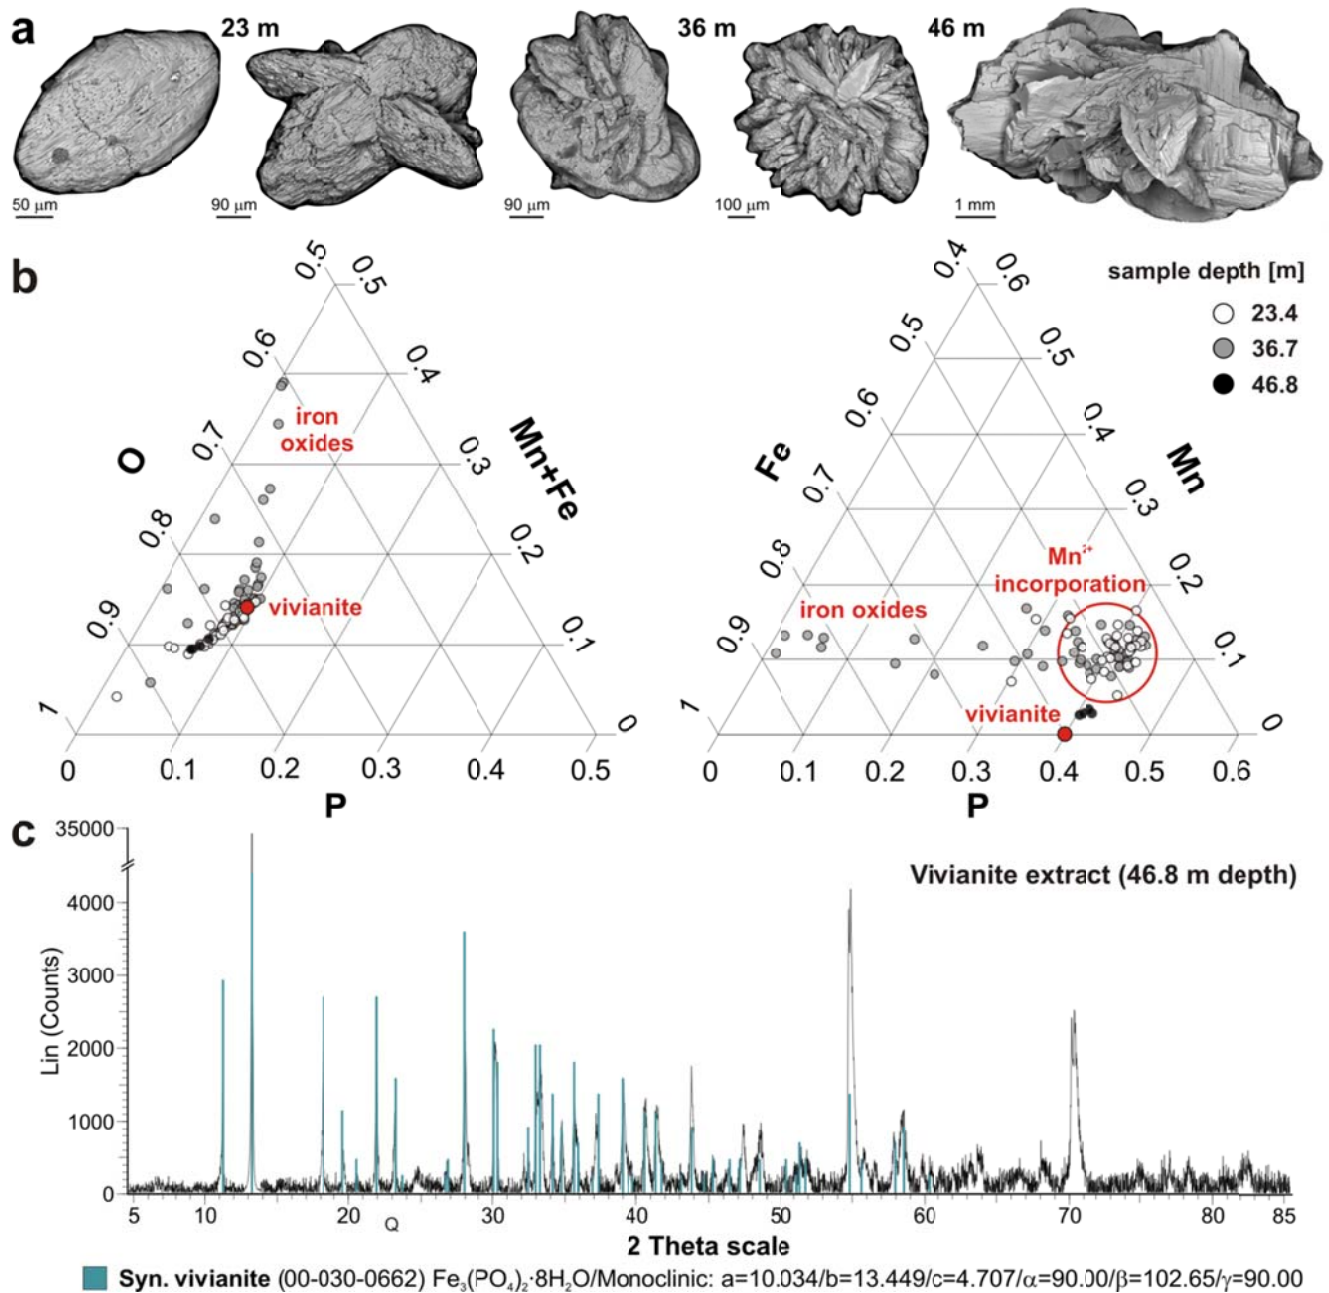 a
23 m
36 m
46 m
50 µm
90 µm
90 µm
100 µm
1 mm
b
sample depth [m]
23.4
36.7
46.8
0.5
0.5
0.6
0.4
0.7
0.3
0.8
0.2
0.9
0.1
1
0
O
Mn+Fe
iron
oxides
vivianite
0
0.1
0.2
0.3
0.4
0.5
P
0.4
0.6
0.5
0.5
0.6
0.4
0.7
0.3
0.8
0.2
0.9
0.1
1
0
Fe
Mn
Mn²⁺
incorporation
iron oxides
vivianite
0
0.1
0.2
0.3
0.4
0.5
0.6
P
c
Vivianite extract (46.8 m depth)
Lin (Counts)
35000
4000
3000
2000
1000
0
5 10 20 30 40 50 60 70 80 85
Q
2 Theta scale
Syn. vivianite (00-030-0662) Fe₃(PO₄)₂·8H₂O/Monoclinic: a=10.034/b=13.449/c=4.707/α=90.00/β=102.65/γ=90.00